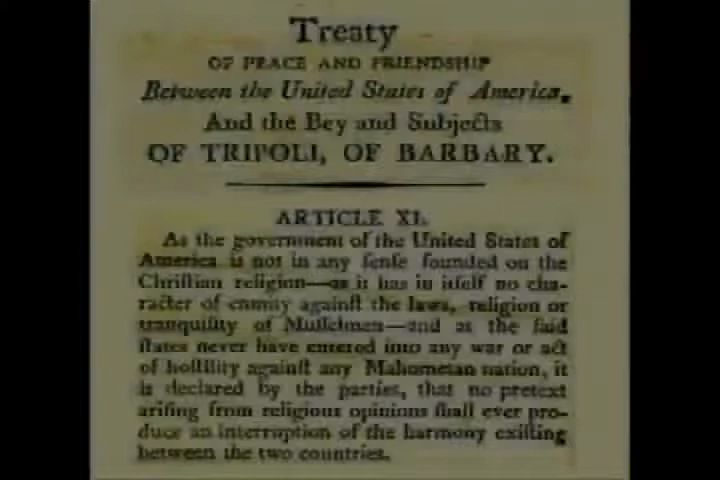 Treaty
OF PEACE AND FRIENDSHIP
Between the United States of America,
And the Bey and Subjects
OF TRIPOLI, OF BARBARY.
ARTICLE XI.
As the government of the United States of
America is not in any ſenſe founded on the
Chriſtian religion—as it has in itſelf no cha-
racter of enmity againſt the laws, religion or
tranquility of Muſſelmen—and as the ſaid
ſtates never have entered into any war or act
of hoſtility againſt any Mahometan nation, it
is declared by the parties, that no pretext
ariſing from religious opinions ſhall ever pro-
duce an interruption of the harmony exiſting
between the two countries.